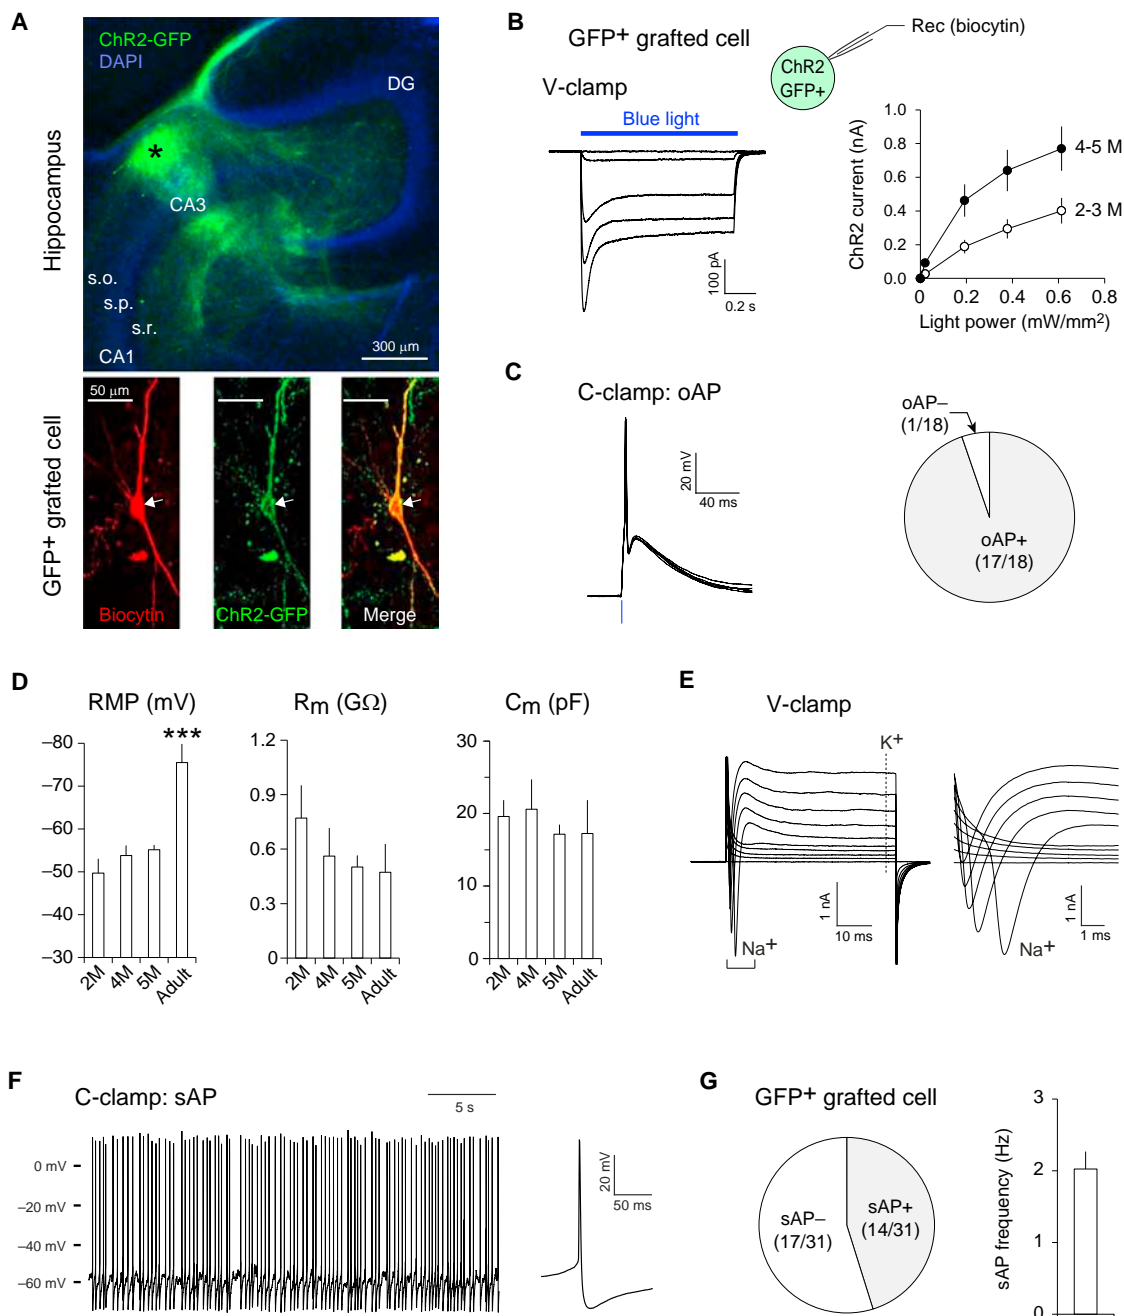 A
ChR2-GFP
DAPI
DG
*
CA3
s.o.
s.p.
s.r.
CA1
300 μm
Hippocampus
50 μm
Biocytin
ChR2-GFP
Merge
GFP+ grafted cell
B
GFP+ grafted cell
Rec (biocytin)
ChR2
GFP+
V-clamp
Blue light
100 pA
0.2 s
ChR2 current (nA)
1.0
0.8
0.6
0.4
0.2
0.0
0
0.2
0.4
0.6
0.8
4-5 M
2-3 M
Light power (mW/mm2)
C
C-clamp: oAP
20 mV
40 ms
oAP–
(1/18)
oAP+
(17/18)
D
RMP (mV)
***
–80
–70
–60
–50
–40
–30
2M
4M
5M
Adult
Rm (GΩ)
1.2
0.9
0.6
0.3
0
2M
4M
5M
Adult
Cm (pF)
30
20
10
0
2M
4M
5M
Adult
E
V-clamp
K+
Na+
1 nA
10 ms
Na+
1 nA
1 ms
F
C-clamp: sAP
5 s
0 mV
–20 mV
–40 mV
–60 mV
20 mV
50 ms
G
GFP+ grafted cell
sAP–
(17/31)
sAP+
(14/31)
sAP frequency (Hz)
3
2
1
0